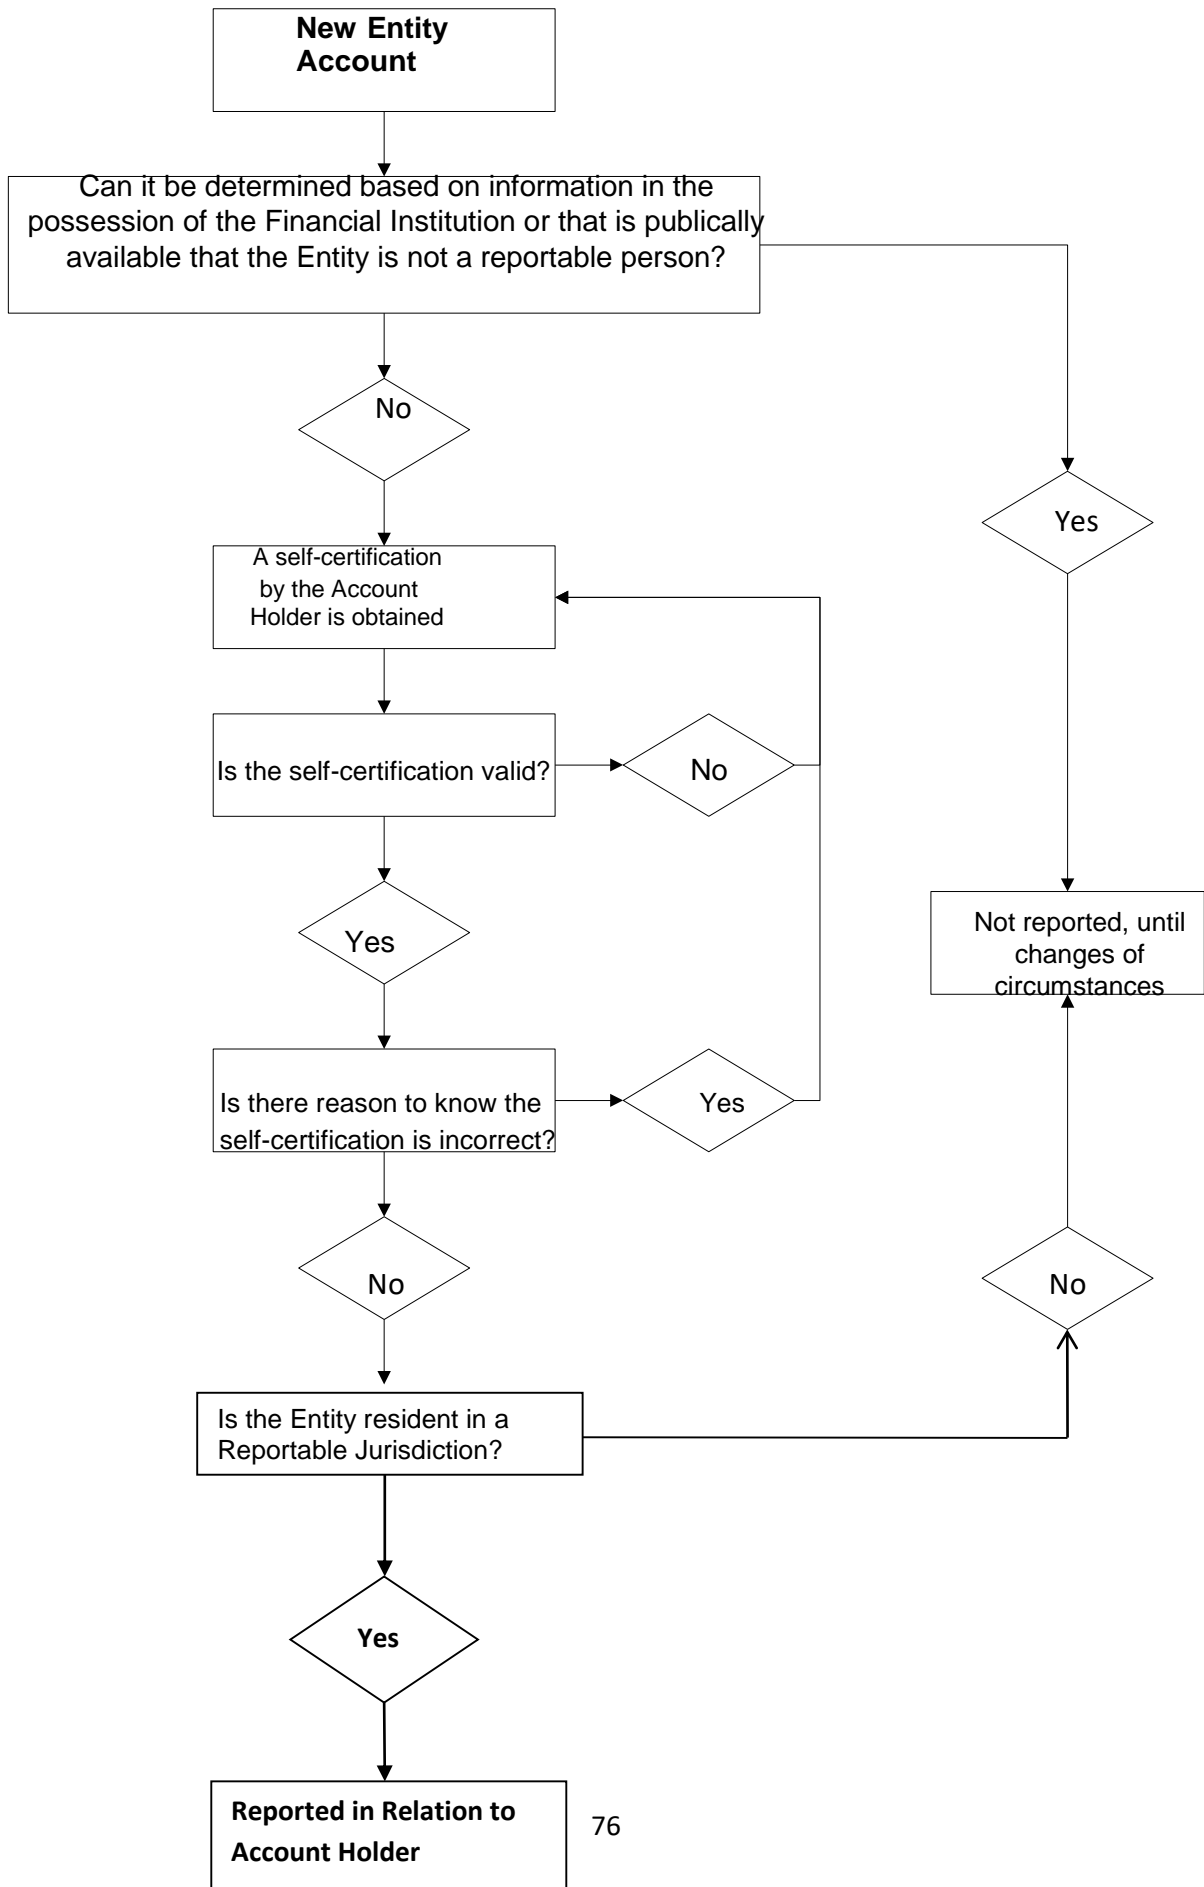 New Entity
Account
Can it be determined based on information in the
possession of the Financial Institution or that is publically
available that the Entity is not a reportable person?
No
Yes
A self-certification
by the Account
Holder is obtained
Is the self-certification valid?
No
Yes
Not reported, until
changes of
circumstances
Is there reason to know the
self-certification is incorrect?
Yes
No
No
Is the Entity resident in a
Reportable Jurisdiction?
Yes
Reported in Relation to
Account Holder
76